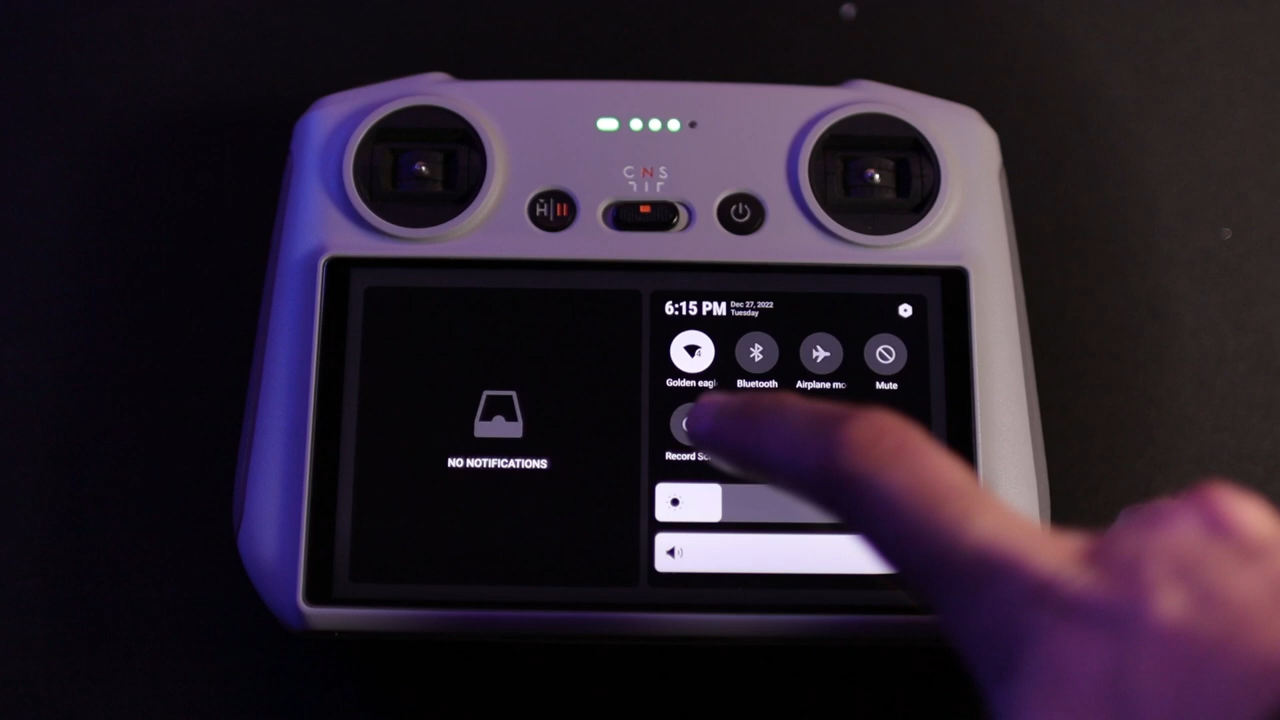 C N S
H
6:15 PM Dec 27, 2022
Tuesday
Golden eagl
Bluetooth
Airplane mo
Mute
NO NOTIFICATIONS
Record Sc